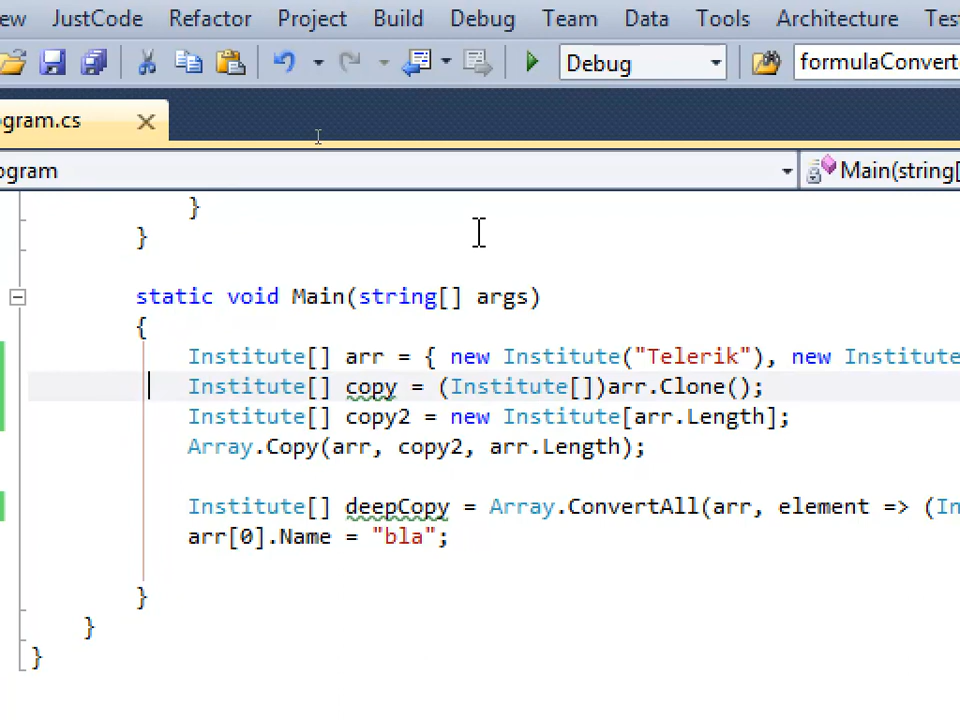 ew JustCode Refactor Project Build Debug Team Data Tools Architecture Tes
Debug formulaConverte
ogram.cs
ogram Main(string[
}
}
static void Main(string[] args)
{
Institute[] arr = { new Institute("Telerik"), new Institute
Institute[] copy = (Institute[])arr.Clone();
Institute[] copy2 = new Institute[arr.Length];
Array.Copy(arr, copy2, arr.Length);
Institute[] deepCopy = Array.ConvertAll(arr, element => (In
arr[0].Name = "bla";
}
}
}